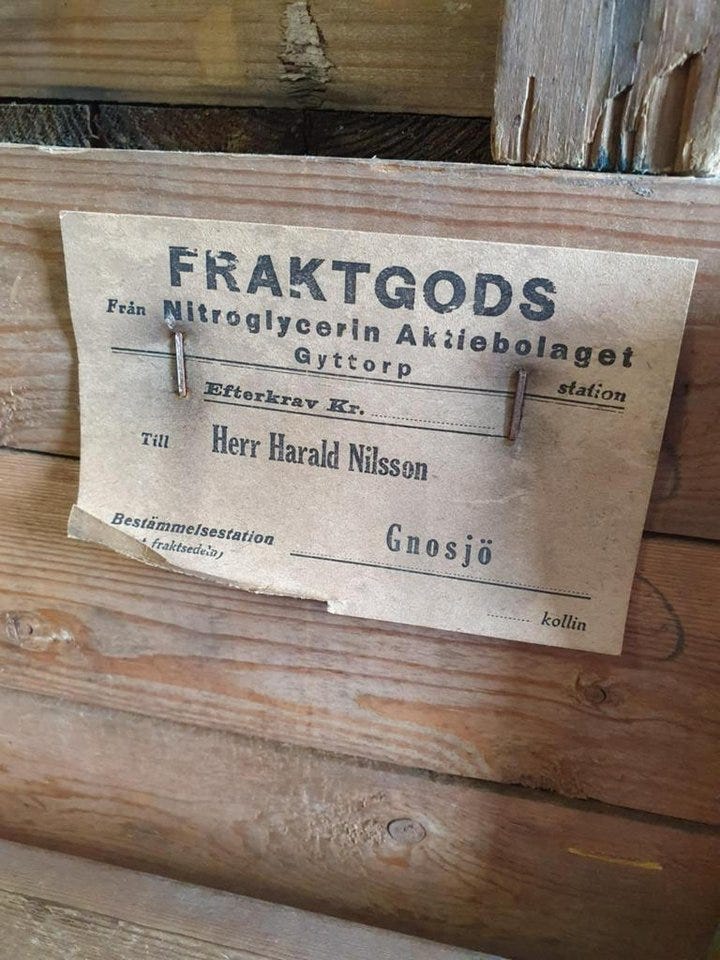 FRAKTGODS
Från Nitroglycerin Aktiebolaget
Gyttorp
station
Efterkrav Kr.
Till Herr Harald Nilsson
Bestämmelsestation Gnosjö
fraktsedeln)
kollin